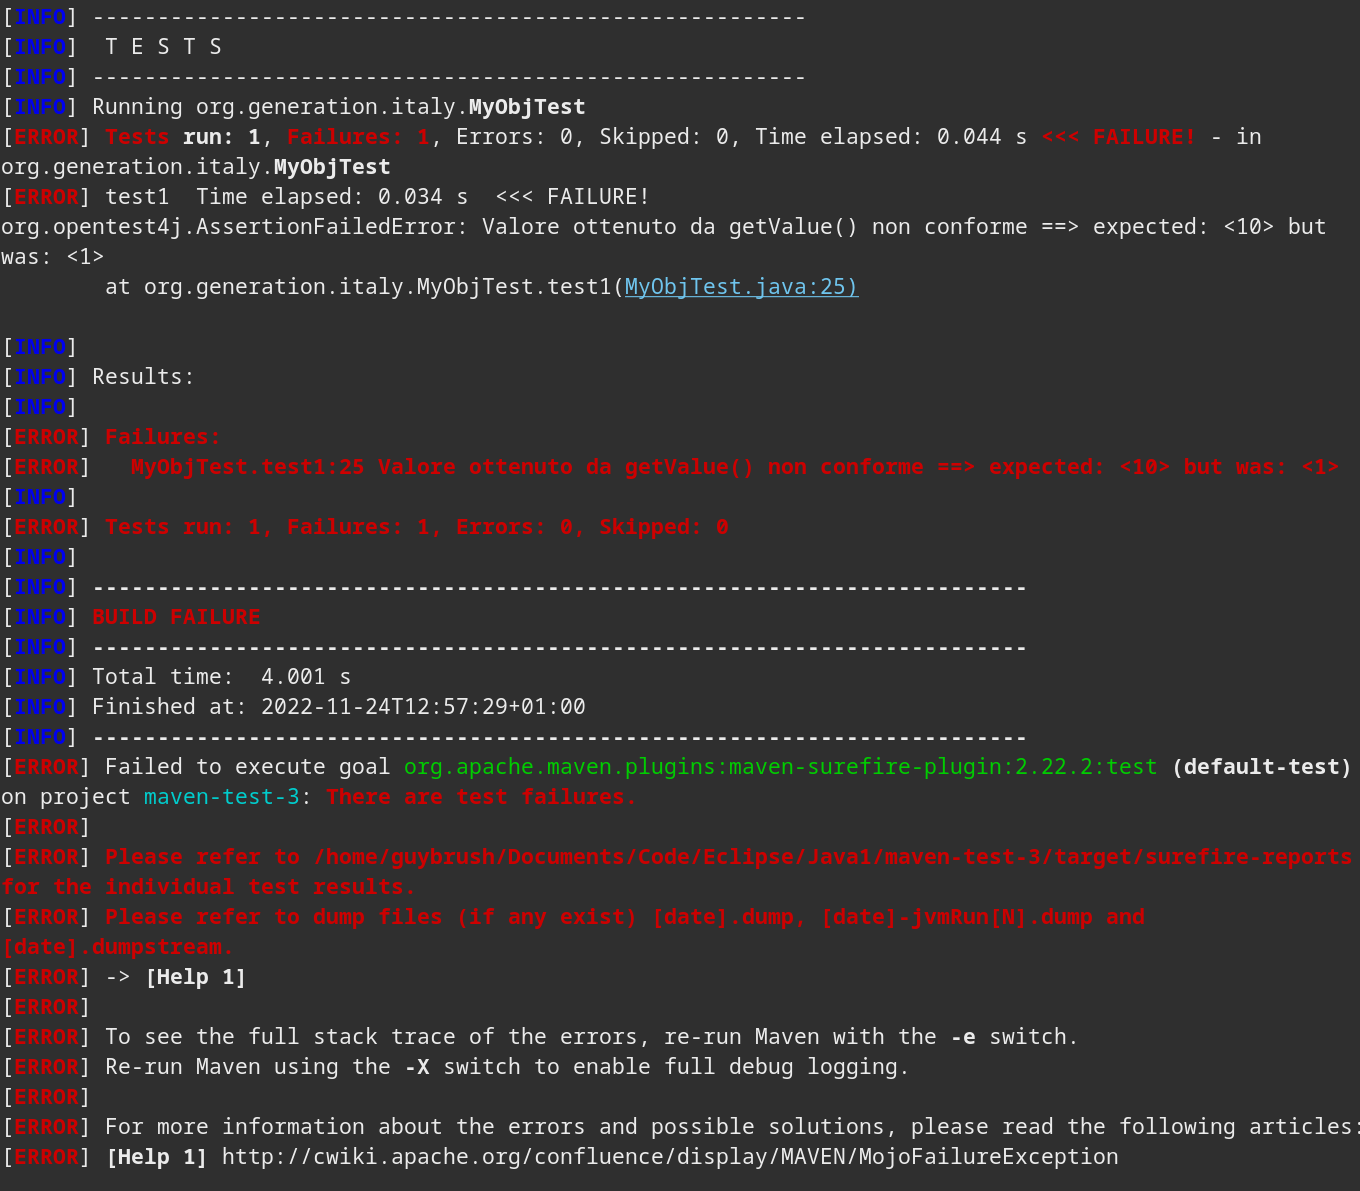 [INFO] -------------------------------------------------------
[INFO]  T E S T S
[INFO] -------------------------------------------------------
[INFO] Running org.generation.italy.MyObjTest
[ERROR] Tests run: 1, Failures: 1, Errors: 0, Skipped: 0, Time elapsed: 0.044 s <<< FAILURE! - in
org.generation.italy.MyObjTest
[ERROR] test1  Time elapsed: 0.034 s  <<< FAILURE!
org.opentest4j.AssertionFailedError: Valore ottenuto da getValue() non conforme ==> expected: <10> but
was: <1>
        at org.generation.italy.MyObjTest.test1(MyObjTest.java:25)

[INFO]
[INFO] Results:
[INFO]
[ERROR] Failures:
[ERROR]   MyObjTest.test1:25 Valore ottenuto da getValue() non conforme ==> expected: <10> but was: <1>
[INFO]
[ERROR] Tests run: 1, Failures: 1, Errors: 0, Skipped: 0
[INFO]
[INFO] ------------------------------------------------------------------------
[INFO] BUILD FAILURE
[INFO] ------------------------------------------------------------------------
[INFO] Total time:  4.001 s
[INFO] Finished at: 2022-11-24T12:57:29+01:00
[INFO] ------------------------------------------------------------------------
[ERROR] Failed to execute goal org.apache.maven.plugins:maven-surefire-plugin:2.22.2:test (default-test)
on project maven-test-3: There are test failures.
[ERROR]
[ERROR] Please refer to /home/guybrush/Documents/Code/Eclipse/Java1/maven-test-3/target/surefire-reports
for the individual test results.
[ERROR] Please refer to dump files (if any exist) [date].dump, [date]-jvmRun[N].dump and
[date].dumpstream.
[ERROR] -> [Help 1]
[ERROR]
[ERROR] To see the full stack trace of the errors, re-run Maven with the -e switch.
[ERROR] Re-run Maven using the -X switch to enable full debug logging.
[ERROR]
[ERROR] For more information about the errors and possible solutions, please read the following articles:
[ERROR] [Help 1] http://cwiki.apache.org/confluence/display/MAVEN/MojoFailureException